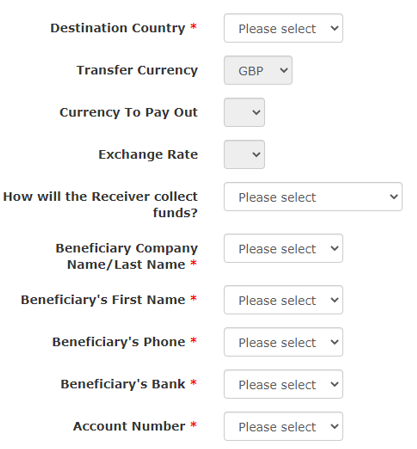 Destination Country * Please select
Transfer Currency GBP
Currency To Pay Out
Exchange Rate
How will the Receiver collect Please select
funds?
Beneficiary Company Please select
Name/Last Name *
Beneficiary's First Name * Please select
Beneficiary's Phone * Please select
Beneficiary's Bank * Please select
Account Number * Please select